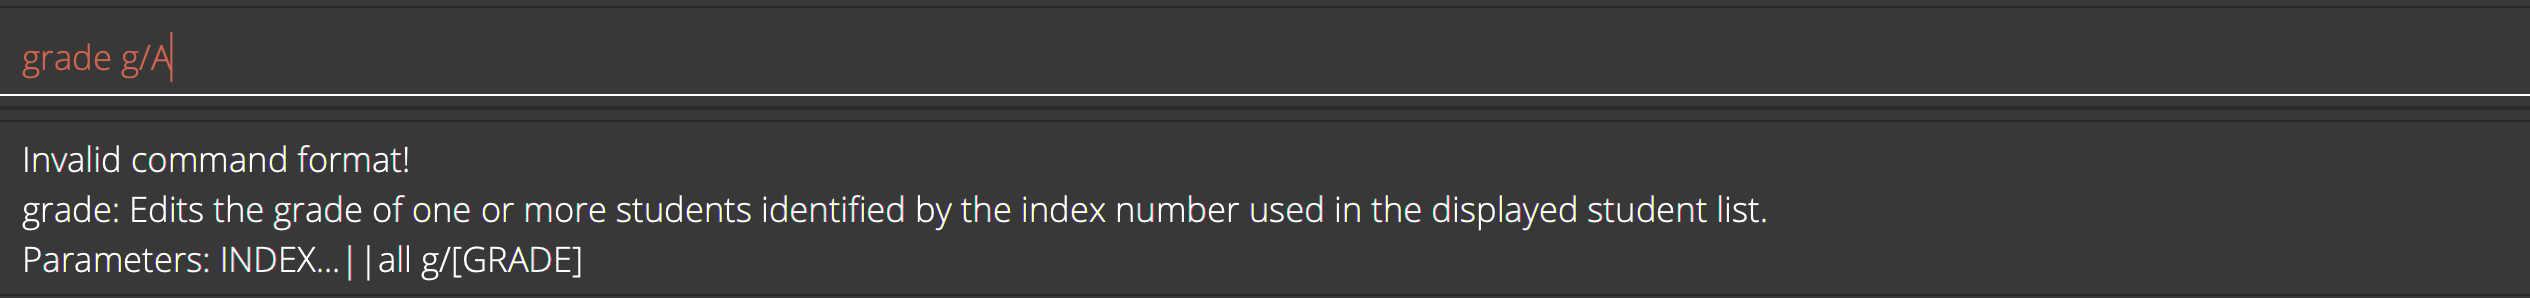 grade g/A
Invalid command format!
grade: Edits the grade of one or more students identified by the index number used in the displayed student list.
Parameters: INDEX...||all g/[GRADE]